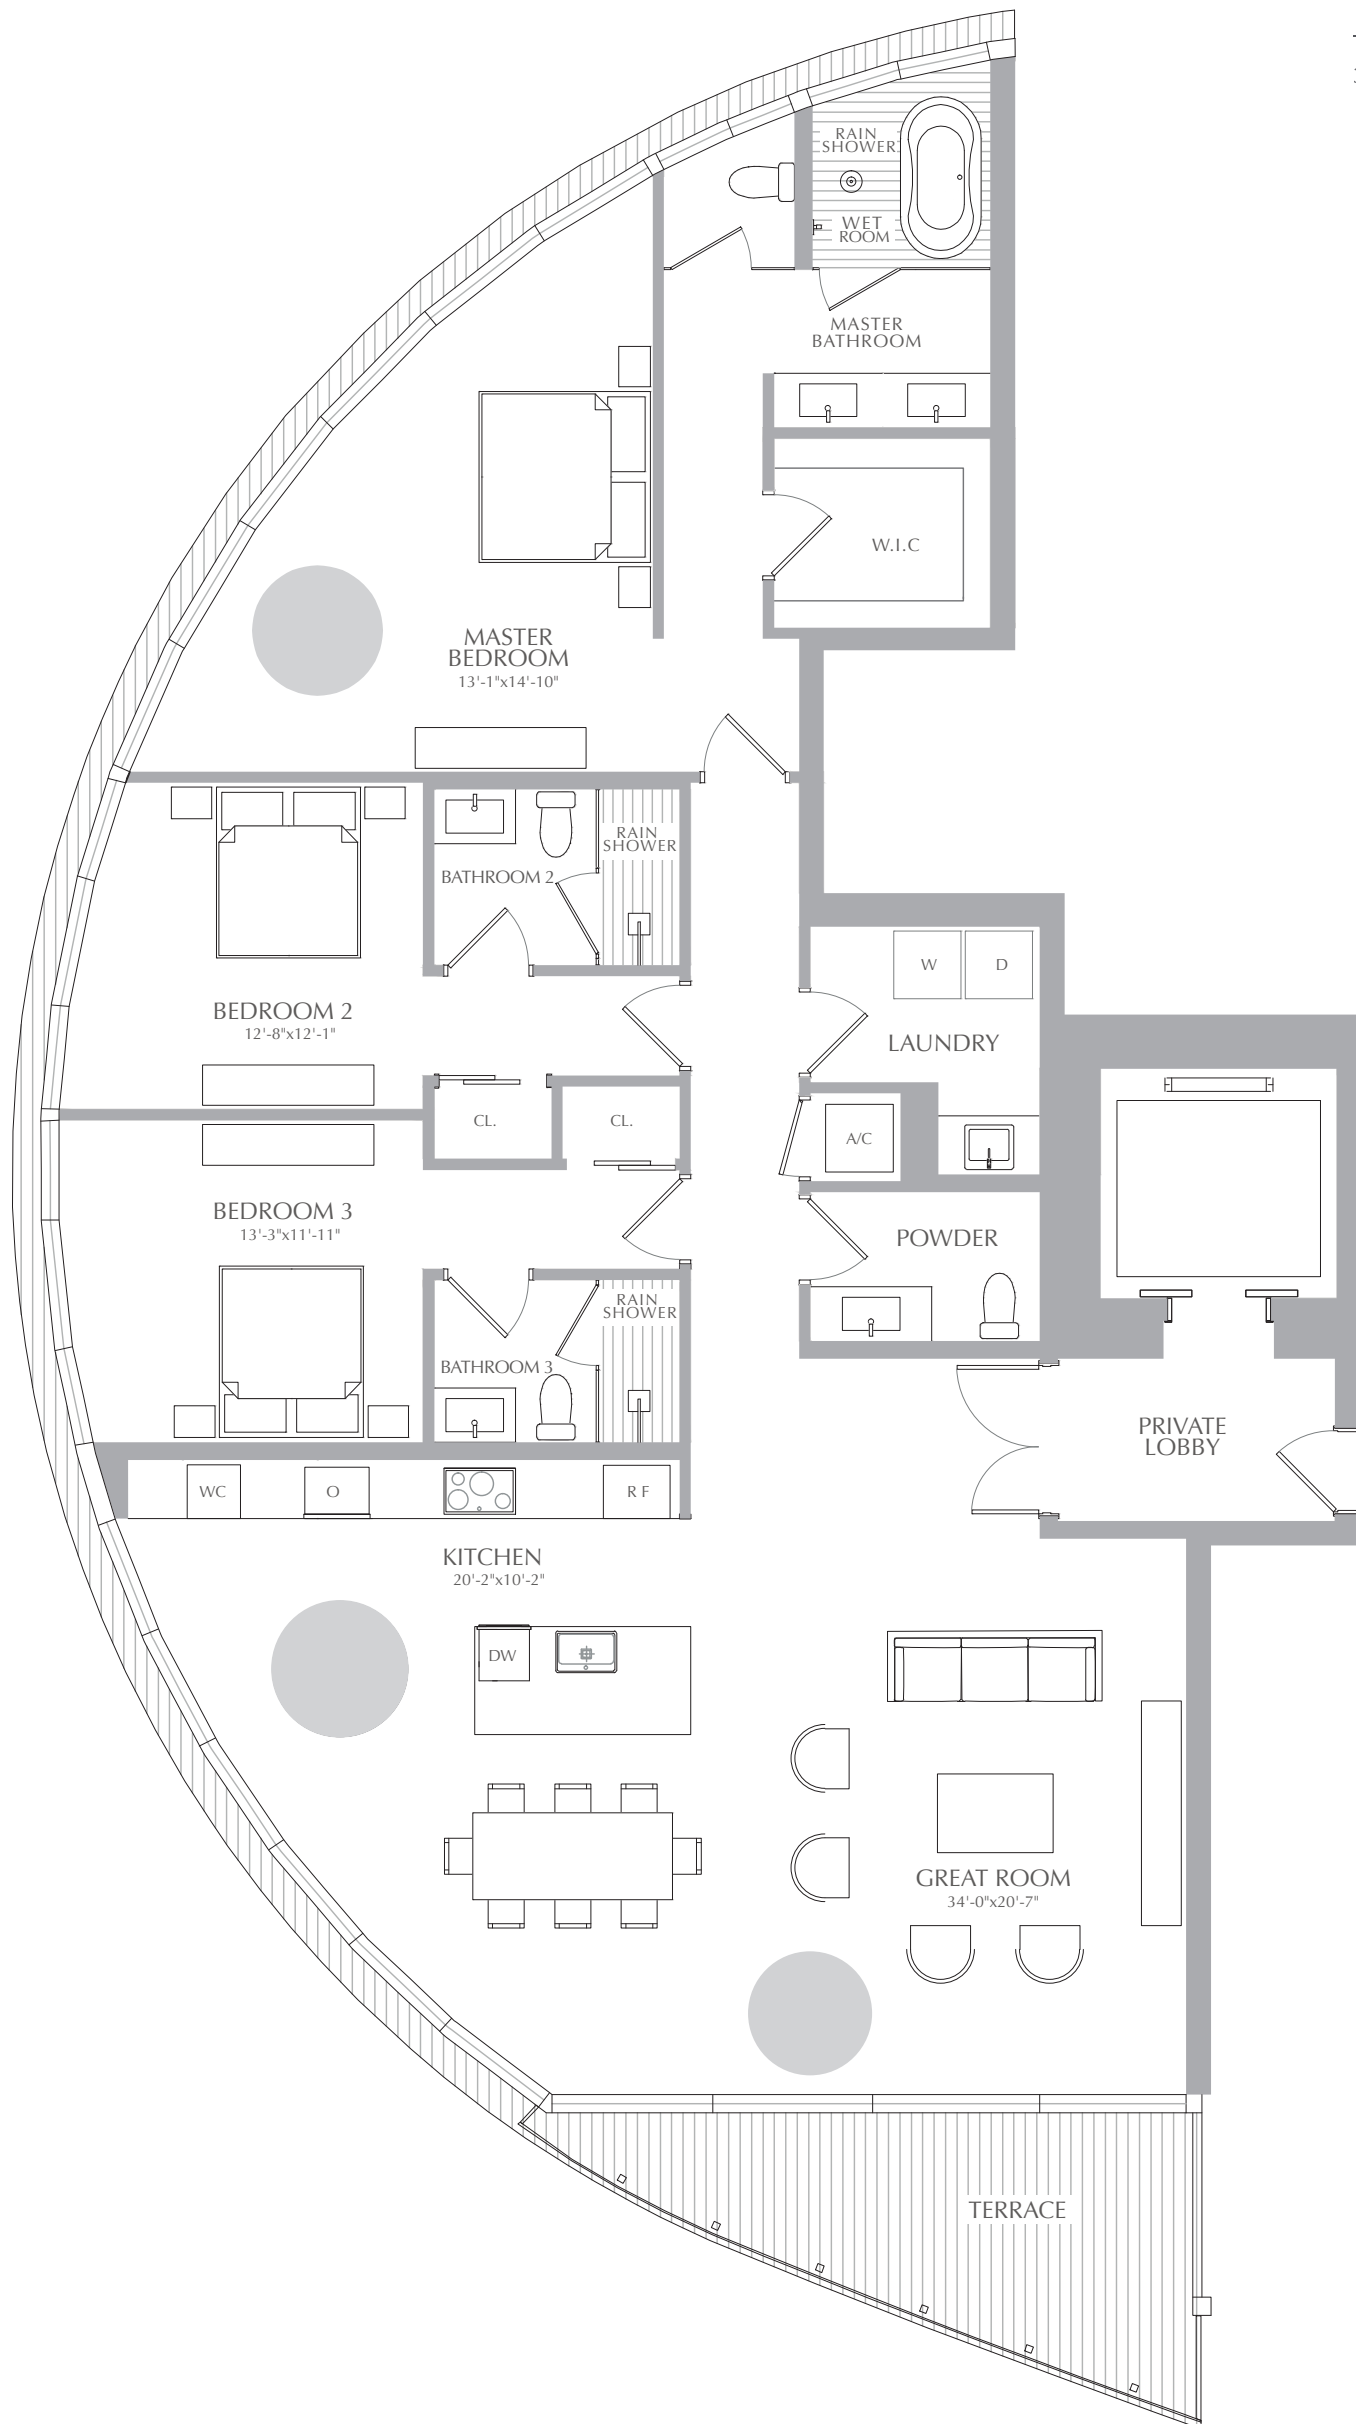 RAIN
SHOWER
WET
ROOM
MASTER
BATHROOM
W.I.C
MASTER
BEDROOM
13'-1"x14'-10"
RAIN
SHOWER
BATHROOM 2
W
D
BEDROOM 2
12'-8"x12'-1"
LAUNDRY
CL.
CL.
A/C
BEDROOM 3
13'-3"x11'-11"
POWDER
RAIN
SHOWER
BATHROOM 3
PRIVATE
LOBBY
WC
O
R F
KITCHEN
20'-2"x10'-2"
DW
GREAT ROOM
34'-0"x20'-7"
TERRACE